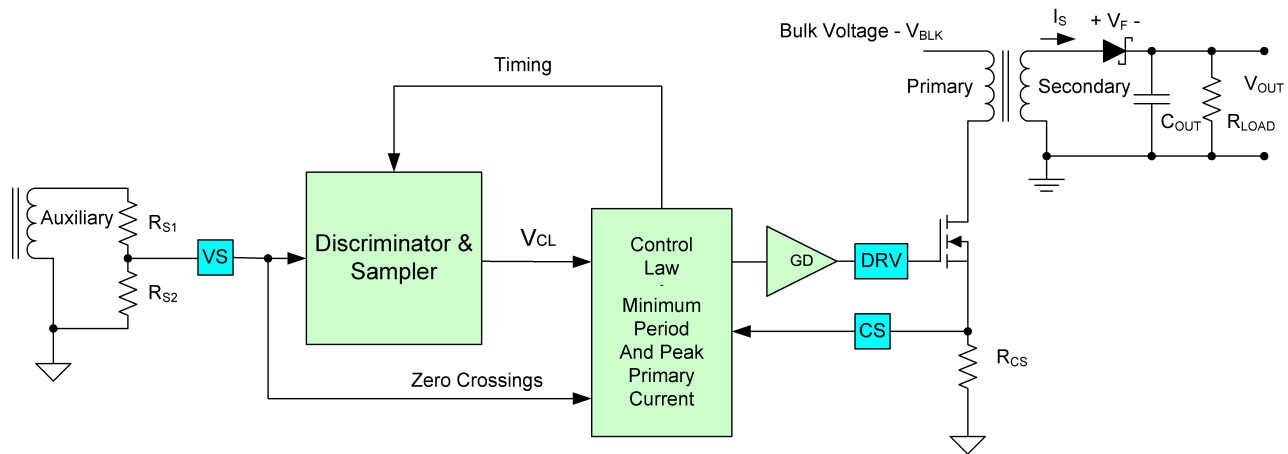 Bulk Voltage - VBLK
IS
+ VF -
Timing
Primary
Secondary
VOUT
COUT
RLOAD
Auxiliary
RS1
VS
RS2
Discriminator &
Sampler
VCL
Control
Law
-
Minimum
Period
And Peak
Primary
Current
GD
DRV
CS
RCS
Zero Crossings